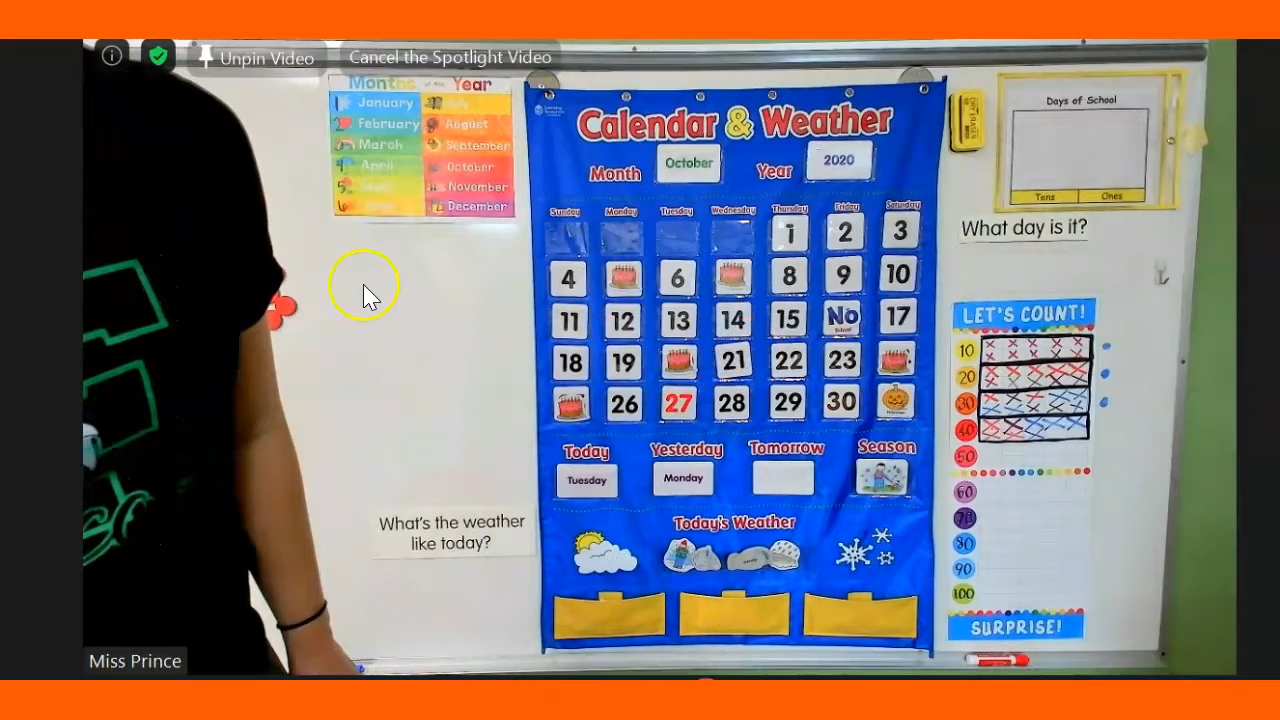 Unpin Video
Cancel the Spotlight Video
Months of the Year
January
July
February
August
March
September
April
October
November
December
Calendar & Weather
Month
October
Year
2020
Sunday
Monday
Tuesday
Wednesday
Thursday
Friday
Saturday
1
2
3
4
6
8
9
10
11
12
13
14
15
No
School
17
18
19
21
22
23
26
27
28
29
30
Today
Yesterday
Tomorrow
Season
Tuesday
Monday
What's the weather
like today?
Today's Weather
Days of School
Tens
Ones
What day is it?
LET'S COUNT!
10
20
30
40
50
60
70
80
90
100
SURPRISE!
Miss Prince